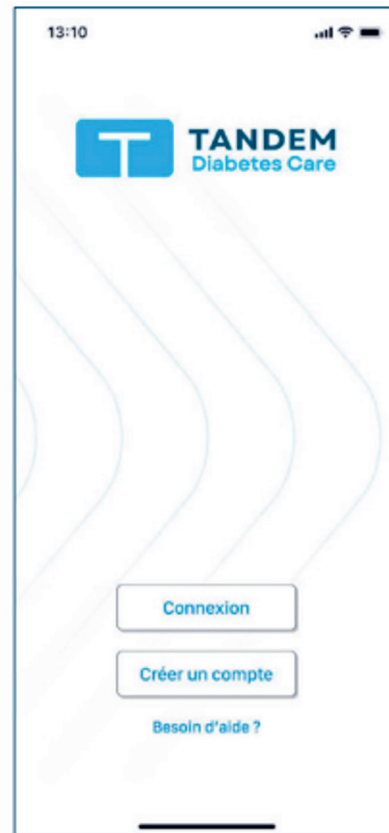 13:10
TANDEM
Diabetes Care
Connexion
Créer un compte
Besoin d'aide ?